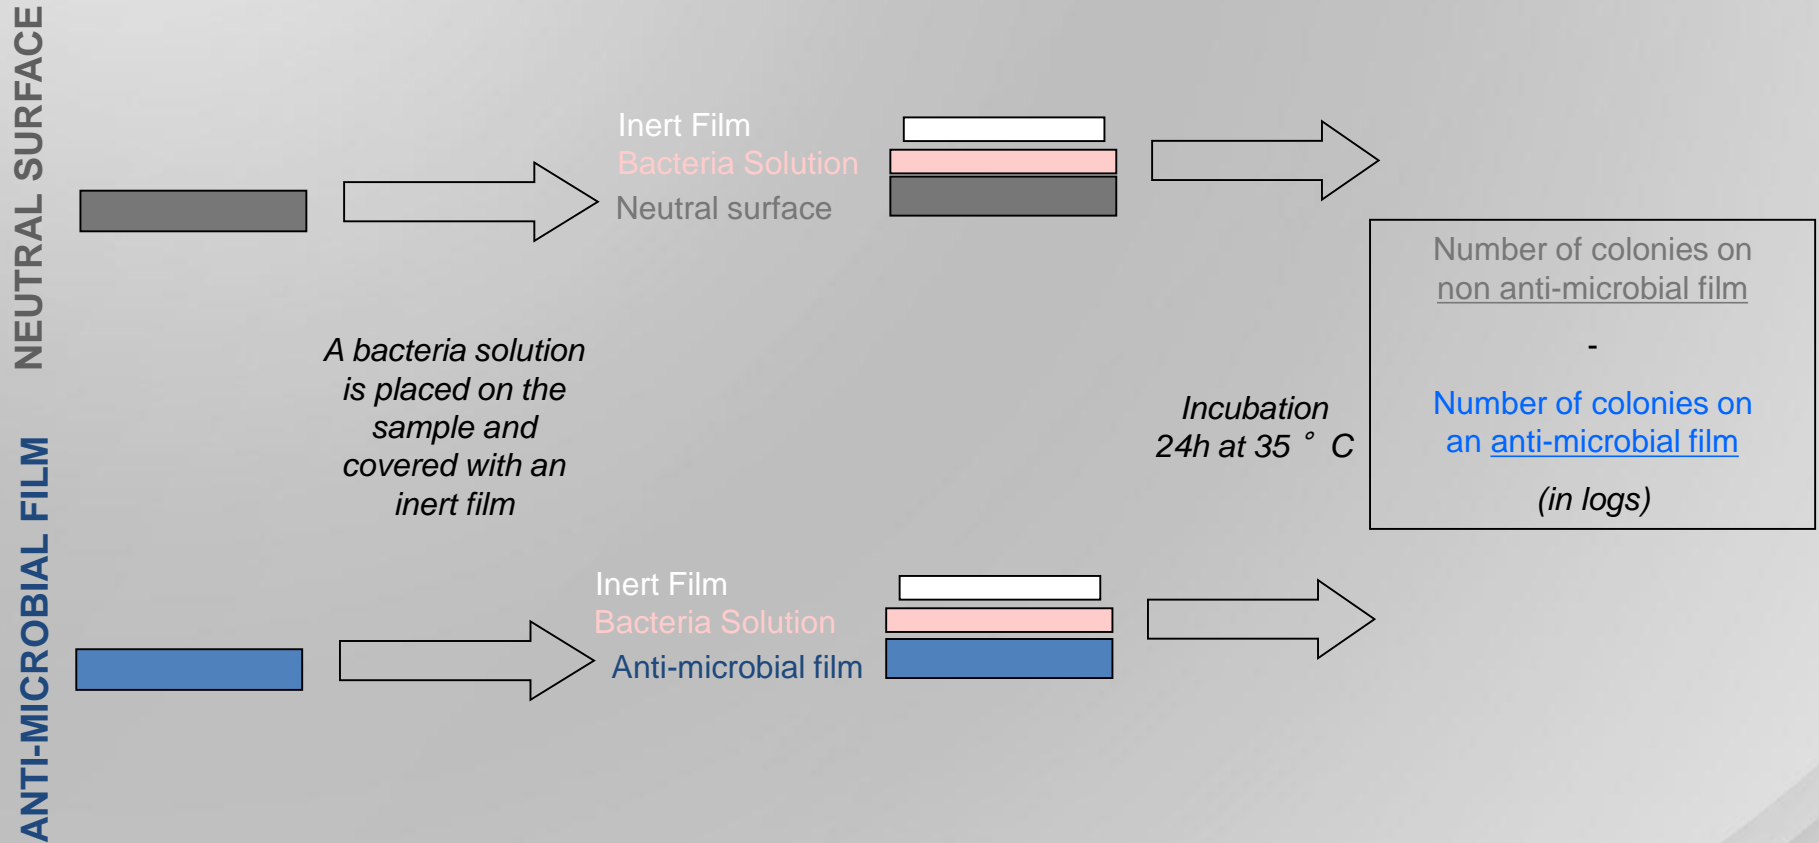 NEUTRAL SURFACE
Inert Film
Bacteria Solution
Neutral surface
A bacteria solution
is placed on the
sample and
covered with an
inert film
Incubation
24h at 35 ° C
Number of colonies on
non anti-microbial film
-
Number of colonies on
an anti-microbial film
(in logs)
ANTI-MICROBIAL FILM
Inert Film
Bacteria Solution
Anti-microbial film